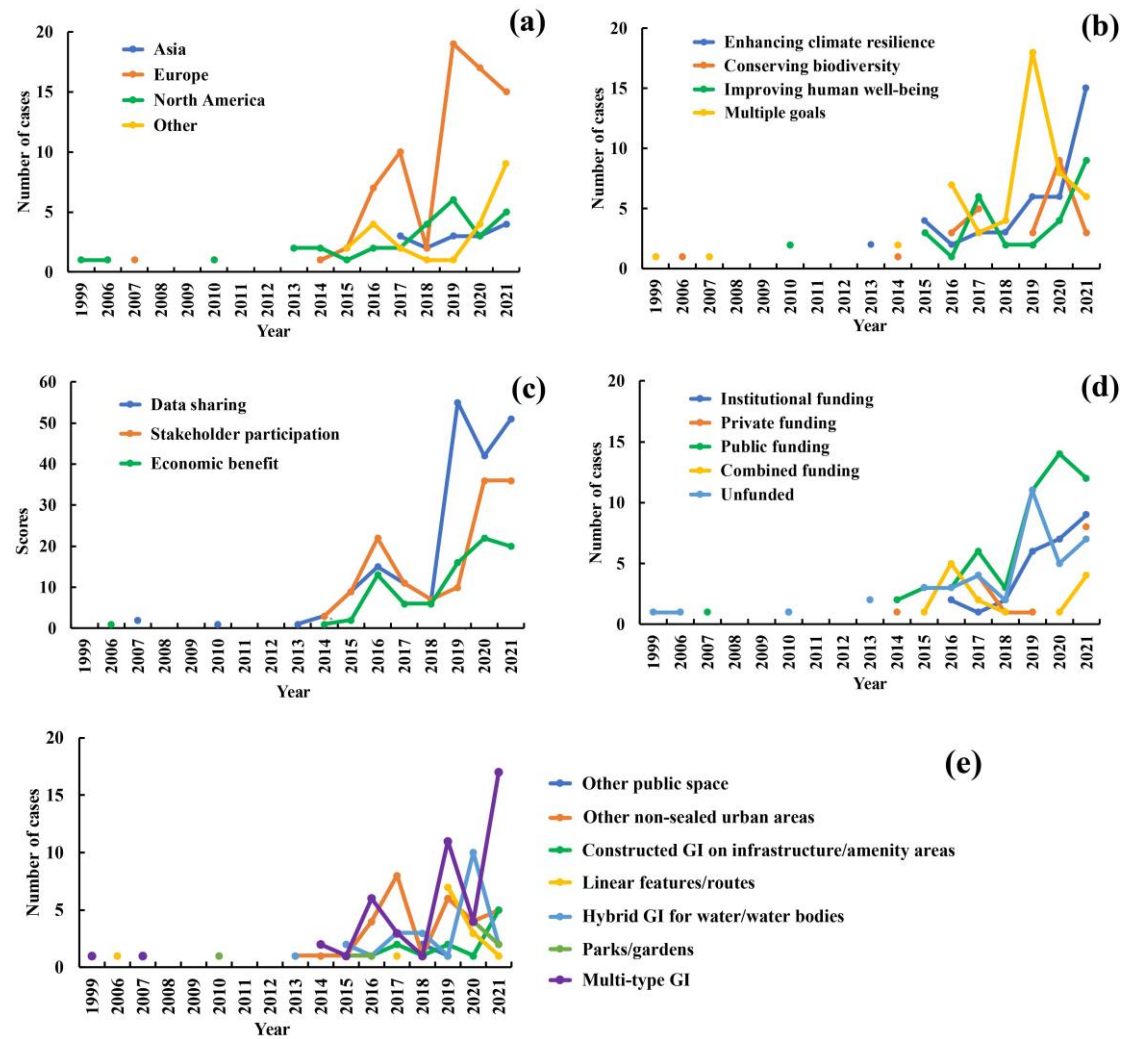 (a)
20
15
10
5
0
Number of cases
Asia
Europe
North America
Other
1999 2006 2007 2008 2009 2010 2011 2012 2013 2014 2015 2016 2017 2018 2019 2020 2021
Year
(b)
20
15
10
5
0
Number of cases
Enhancing climate resilience
Conserving biodiversity
Improving human well-being
Multiple goals
1999 2006 2007 2008 2009 2010 2011 2012 2013 2014 2015 2016 2017 2018 2019 2020 2021
Year
(c)
60
50
40
30
20
10
0
Scores
Data sharing
Stakeholder participation
Economic benefit
1999 2006 2007 2008 2009 2010 2011 2012 2013 2014 2015 2016 2017 2018 2019 2020 2021
Year
(d)
20
15
10
5
0
Number of cases
Institutional funding
Private funding
Public funding
Combined funding
Unfunded
1999 2006 2007 2008 2009 2010 2011 2012 2013 2014 2015 2016 2017 2018 2019 2020 2021
Year
(e)
20
15
10
5
0
Number of cases
Other public space
Other non-sealed urban areas
Constructed GI on infrastructure/amenity areas
Linear features/routes
Hybrid GI for water/water bodies
Parks/gardens
Multi-type GI
1999 2006 2007 2008 2009 2010 2011 2012 2013 2014 2015 2016 2017 2018 2019 2020 2021
Year